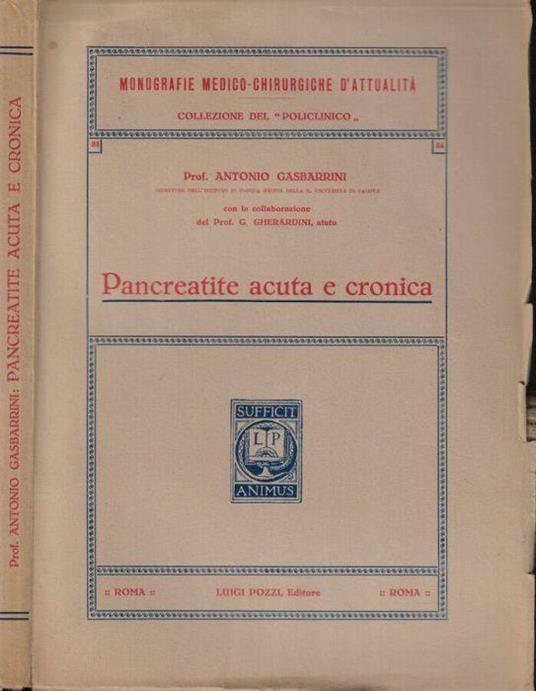 Prof. ANTONIO GASBARRINI: PANCREATITE ACUTA E CRONICA
MONOGRAFIE MEDICO-CHIRURGICHE D'ATTUALITÀ
COLLEZIONE DEL "POLICLINICO„
Prof. ANTONIO GASBARRINI
con la collaborazione
del Prof. G. GHERARDINI, aiuto
Pancreatite acuta e cronica
SUFFICIT
L P
ANIMUS
:: ROMA :: LUIGI POZZI, Editore :: ROMA ::